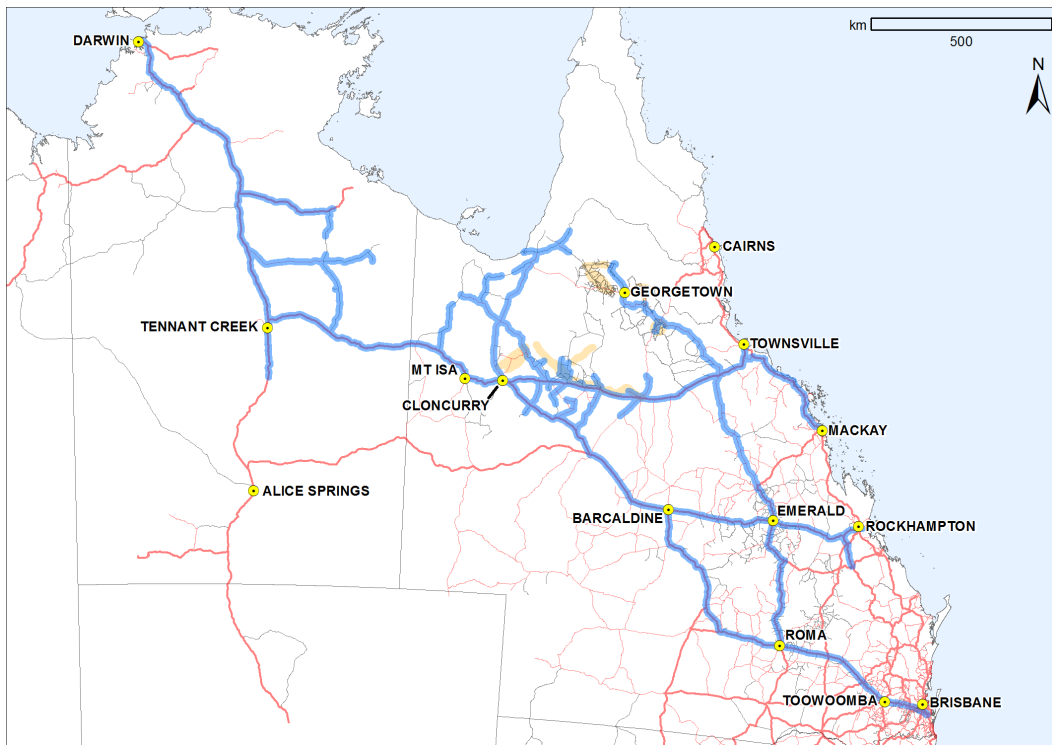 km
500
N
DARWIN
CAIRNS
GEORGETOWN
TENNANT CREEK
TOWNSVILLE
MT ISA
CLONCURRY
MACKAY
ALICE SPRINGS
BARCALDINE
EMERALD
ROCKHAMPTON
ROMA
TOOWOOMBA
BRISBANE